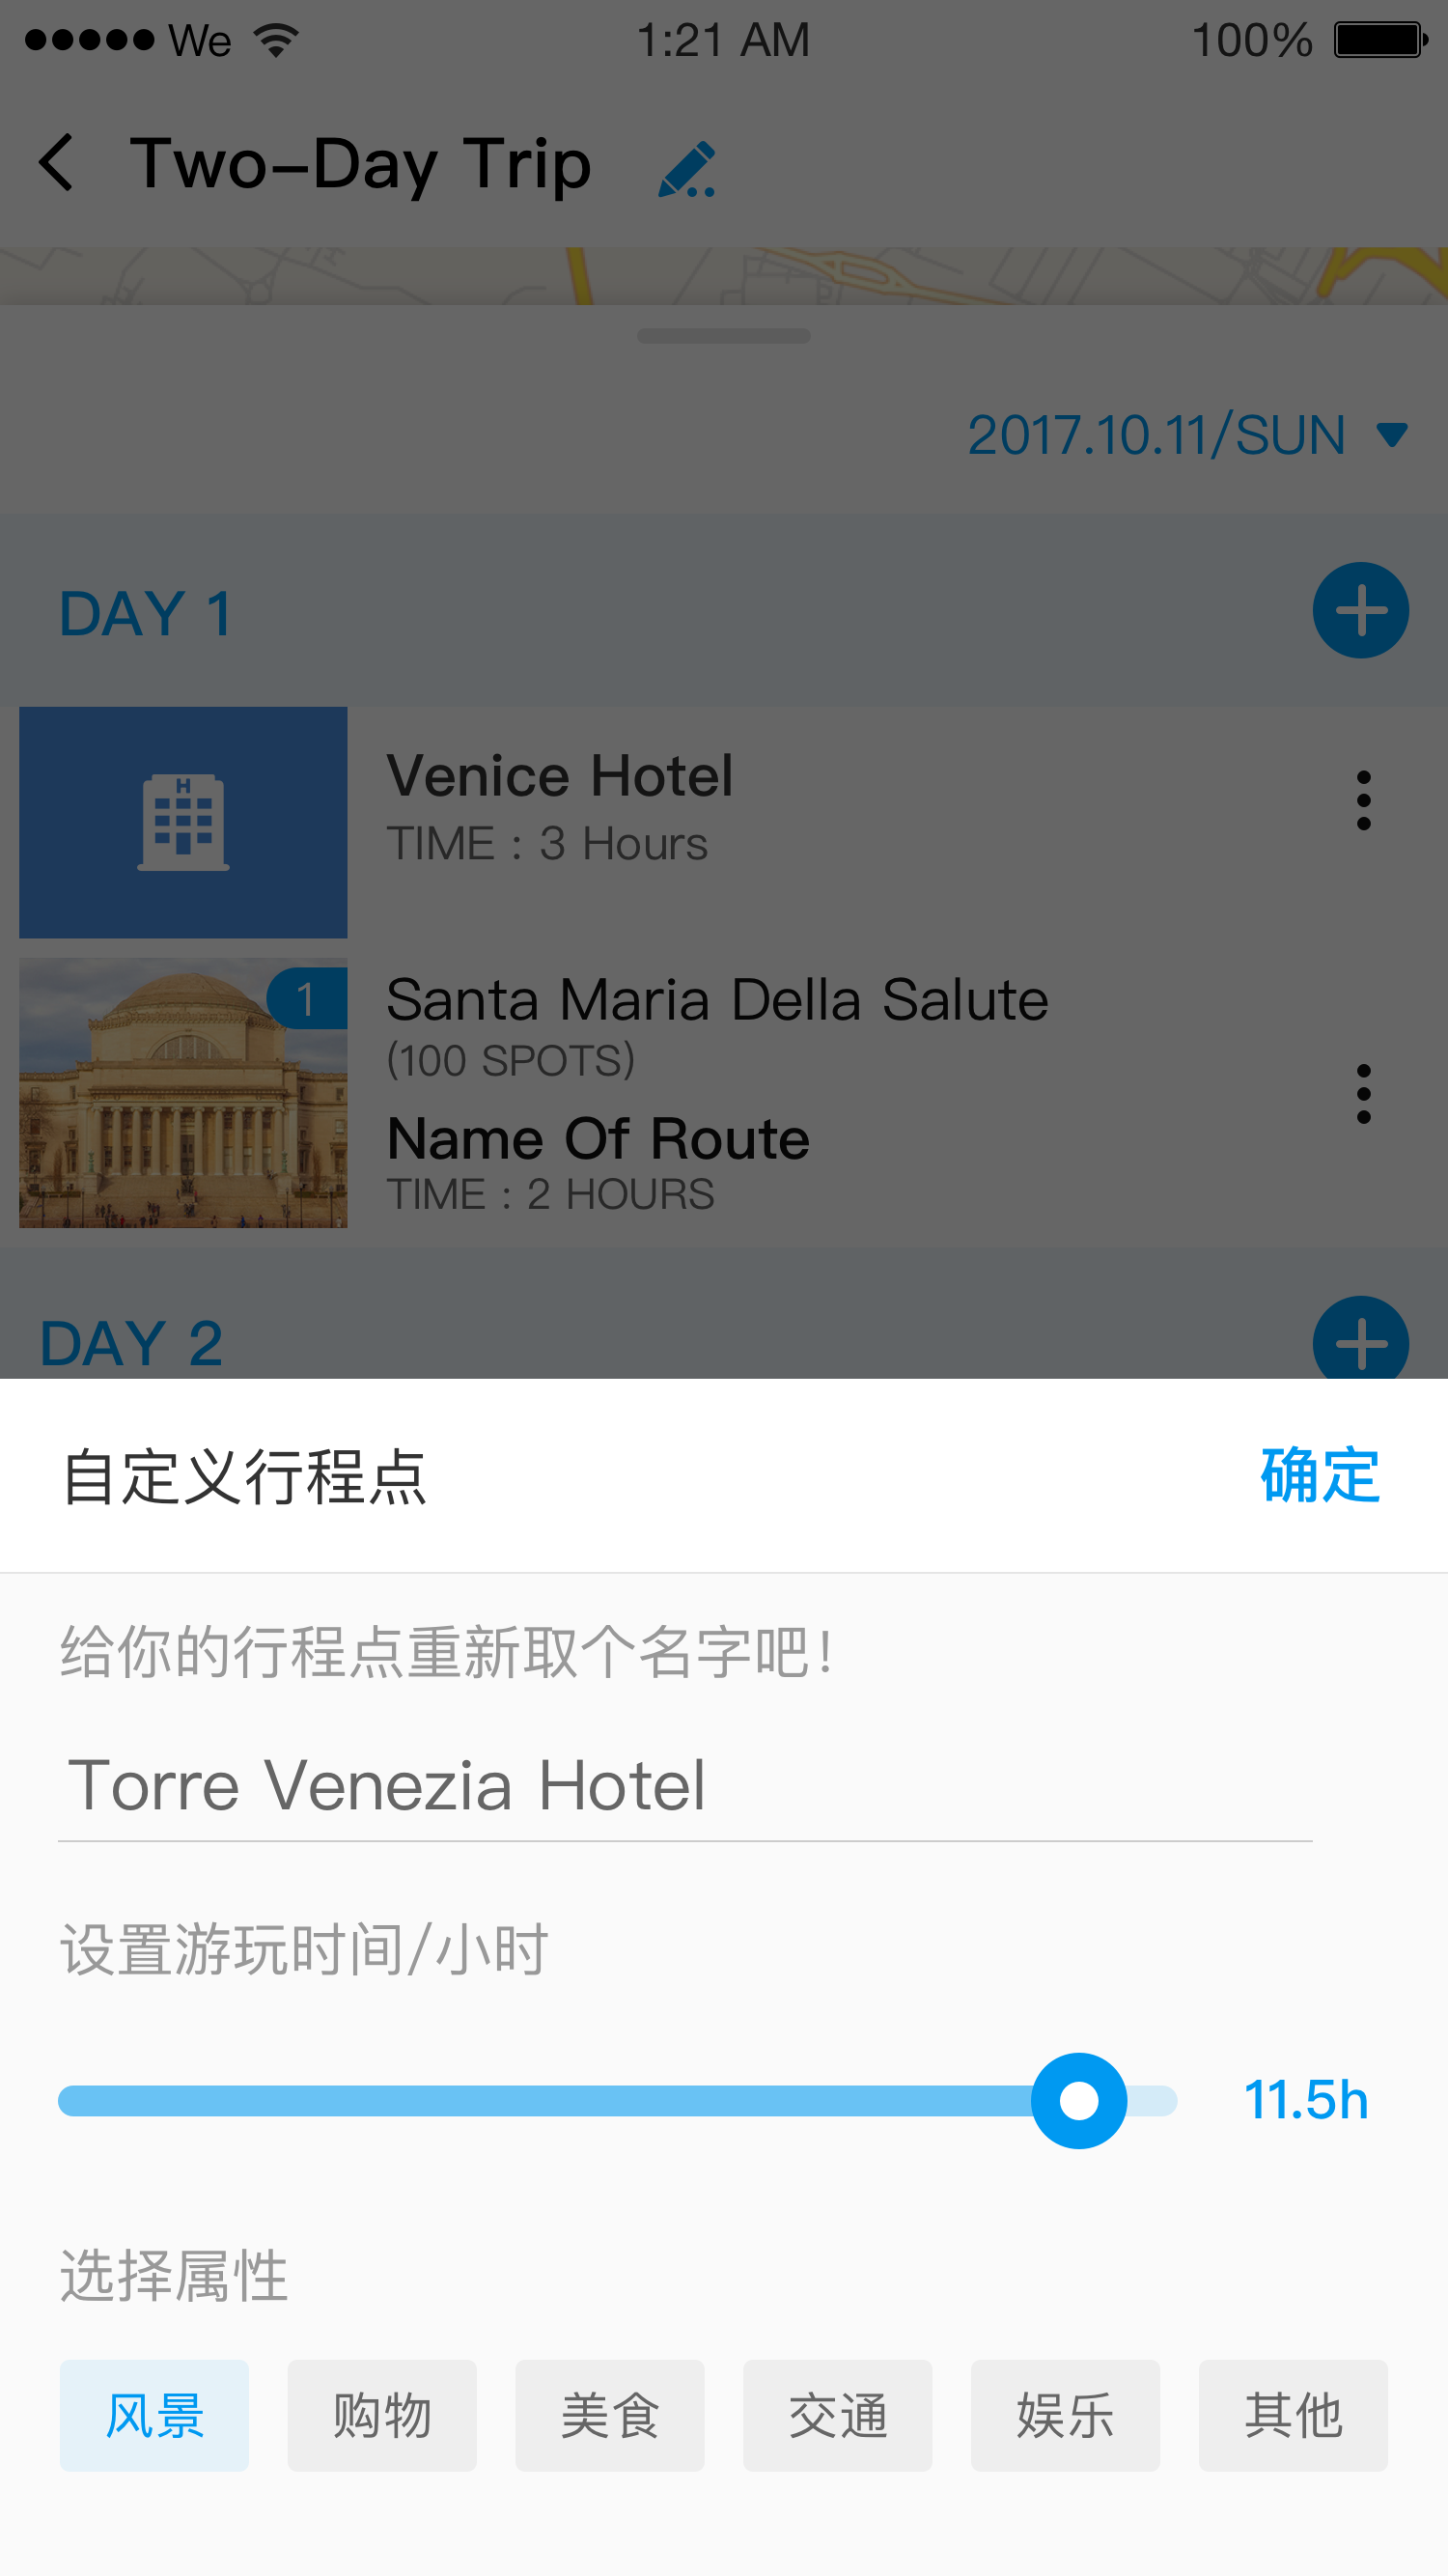 We 1:21 AM 100%
Two-Day Trip
P
2017.10.11/SUN
DAY 1
H
Venice Hotel
TIME : 3 Hours
1
Santa Maria Della Salute
(100 SPOTS)
Name Of Route
TIME : 2 HOURS
DAY 2
自定义行程点 确定
给你的行程点重新取个名字吧!
Torre Venezia Hotel
设置游玩时间/小时
11.5h
选择属性
风景 购物 美食 交通 娱乐 其他